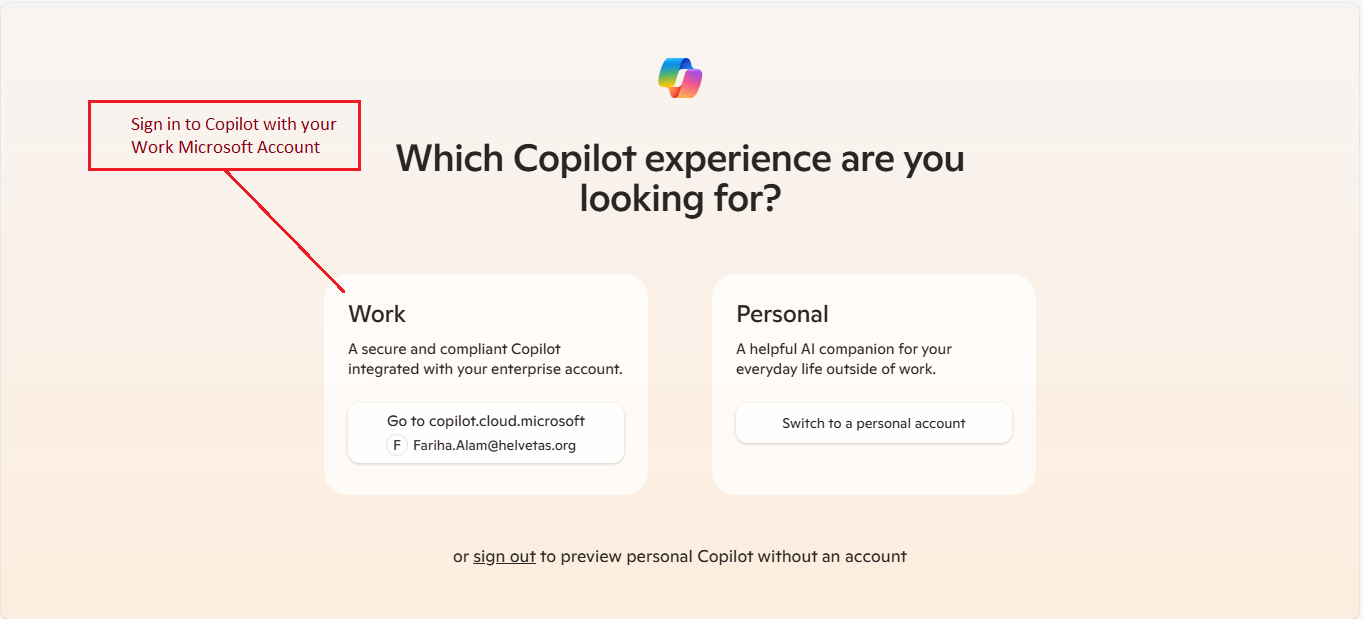 Sign in to Copilot with your
Work Microsoft Account
Which Copilot experience are you
looking for?
Work
A secure and compliant Copilot
integrated with your enterprise account.
Go to copilot.cloud.microsoft
F Fariha.Alam@helvetas.org
Personal
A helpful AI companion for your
everyday life outside of work.
Switch to a personal account
or sign out to preview personal Copilot without an account